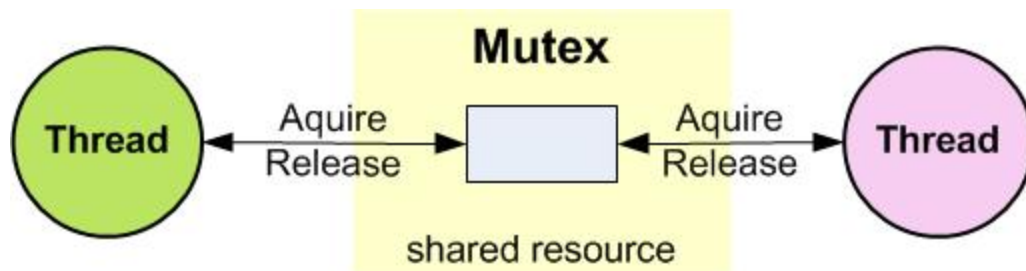 Mutex
Thread
Aquire
Release
Aquire
Release
Thread
shared resource